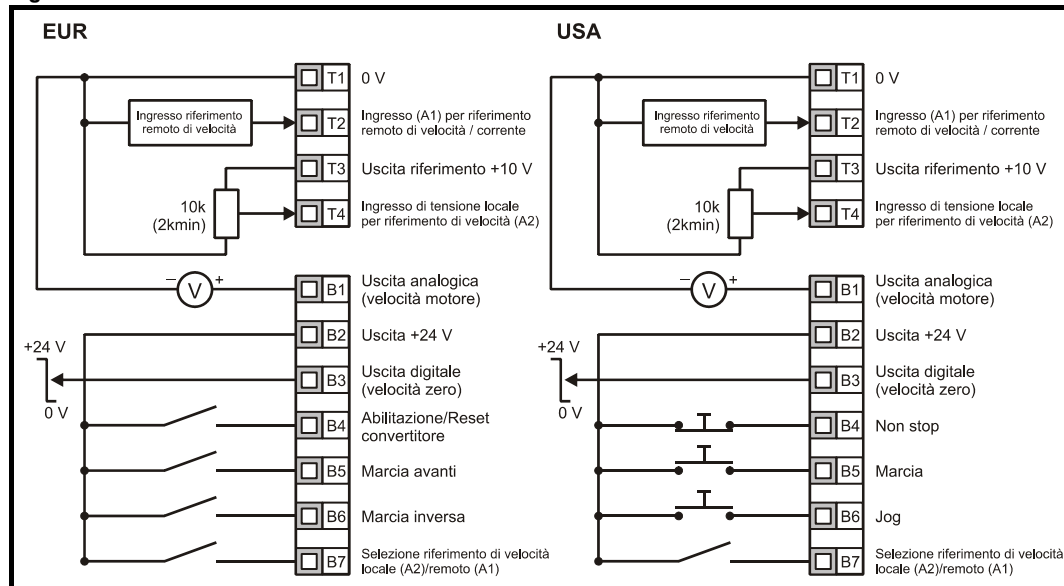 EUR
T1 0 V
Ingresso riferimento
remoto di velocità
T2 Ingresso (A1) per riferimento
remoto di velocità / corrente
T3 Uscita riferimento +10 V
10k
(2kmin)
T4 Ingresso di tensione locale
per riferimento di velocità (A2)
− V +
B1 Uscita analogica
(velocità motore)
B2 Uscita +24 V
+24 V
0 V
B3 Uscita digitale
(velocità zero)
B4 Abilitazione/Reset
convertitore
B5 Marcia avanti
B6 Marcia inversa
B7 Selezione riferimento di velocità
locale (A2)/remoto (A1)
USA
T1 0 V
Ingresso riferimento
remoto di velocità
T2 Ingresso (A1) per riferimento
remoto di velocità / corrente
T3 Uscita riferimento +10 V
10k
(2kmin)
T4 Ingresso di tensione locale
per riferimento di velocità (A2)
− V +
B1 Uscita analogica
(velocità motore)
B2 Uscita +24 V
+24 V
0 V
B3 Uscita digitale
(velocità zero)
B4 Non stop
B5 Marcia
B6 Jog
B7 Selezione riferimento di velocità
locale (A2)/remoto (A1)